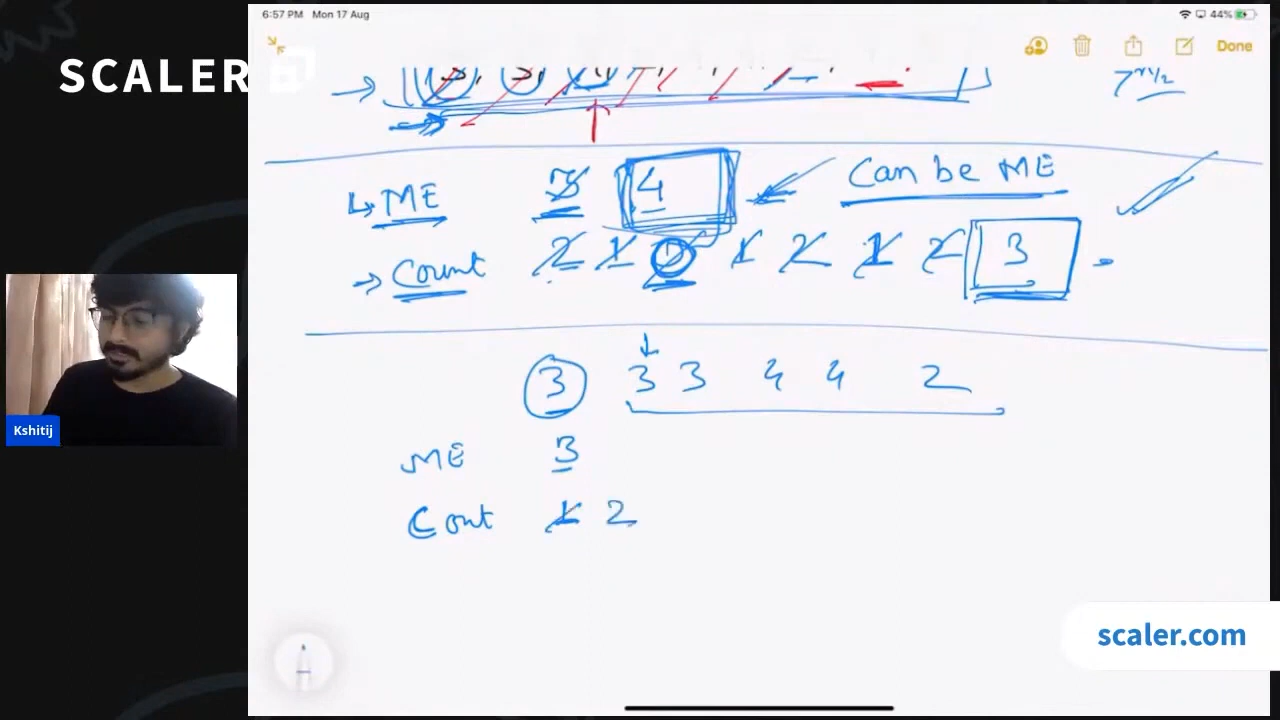 6:57 PM Mon 17 Aug
44%
Done
SCALER
7 n/2
↳ ME 3 4 Can be ME
→ Count 2 1 0 1 2 1 2 3
3 3 3 4 4 2
ME 3
Cont 1 2
Kshitij
scaler.com